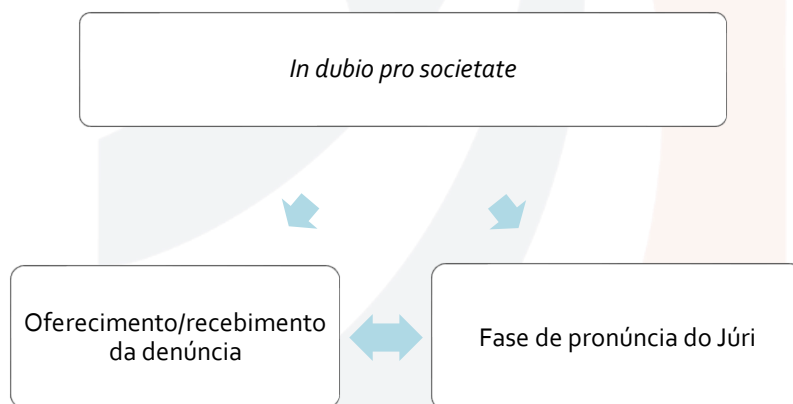 In dubio pro societate
Oferecimento/recebimento
da denúncia
Fase de pronúncia do Júri